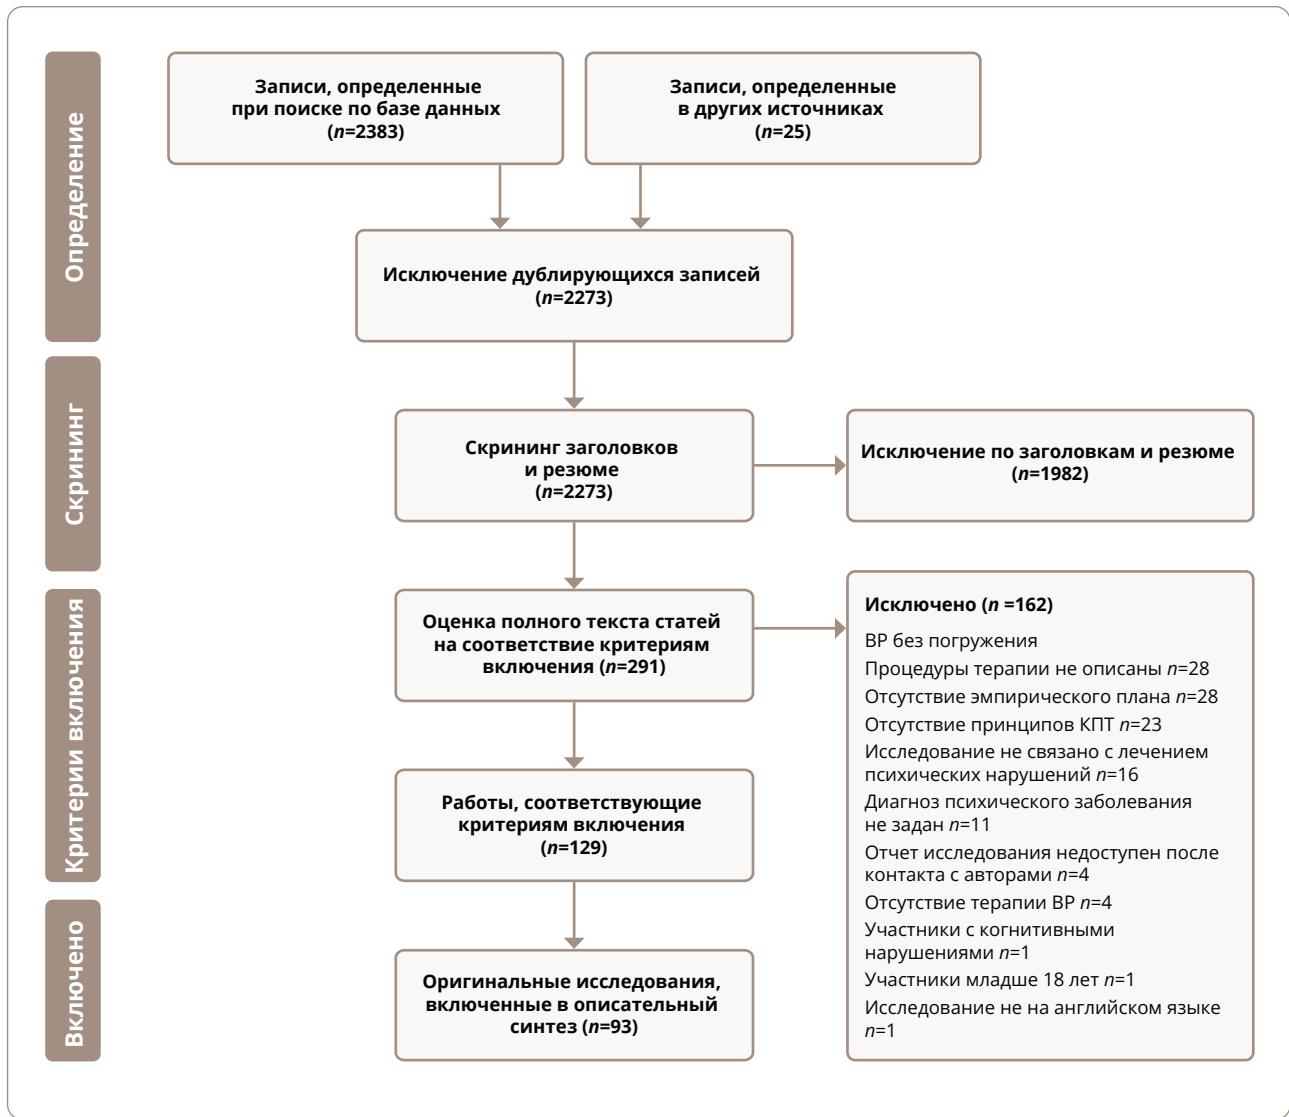 Определение
Записи, определенные
при поиске по базе данных
(n=2383)
Записи, определенные
в других источниках
(n=25)
Исключение дублирующихся записей
(n=2273)
Скрининг
Скрининг заголовков
и резюме
(n=2273)
Исключение по заголовкам и резюме
(n=1982)
Критерии включения
Оценка полного текста статей
на соответствие критериям
включения (n=291)
Исключено (n =162)
ВР без погружения
Процедуры терапии не описаны n=28
Отсутствие эмпирического плана n=28
Отсутствие принципов КПТ n=23
Исследование не связано с лечением
психических нарушений n=16
Диагноз психического заболевания
не задан n=11
Отчет исследования недоступен после
контакта с авторами n=4
Отсутствие терапии ВР n=4
Участники с когнитивными
нарушениями n=1
Участники младше 18 лет n=1
Исследование не на английском языке
n=1
Работы, соответствующие
критериям включения
(n=129)
Включено
Оригинальные исследования,
включенные в описательный
синтез (n=93)